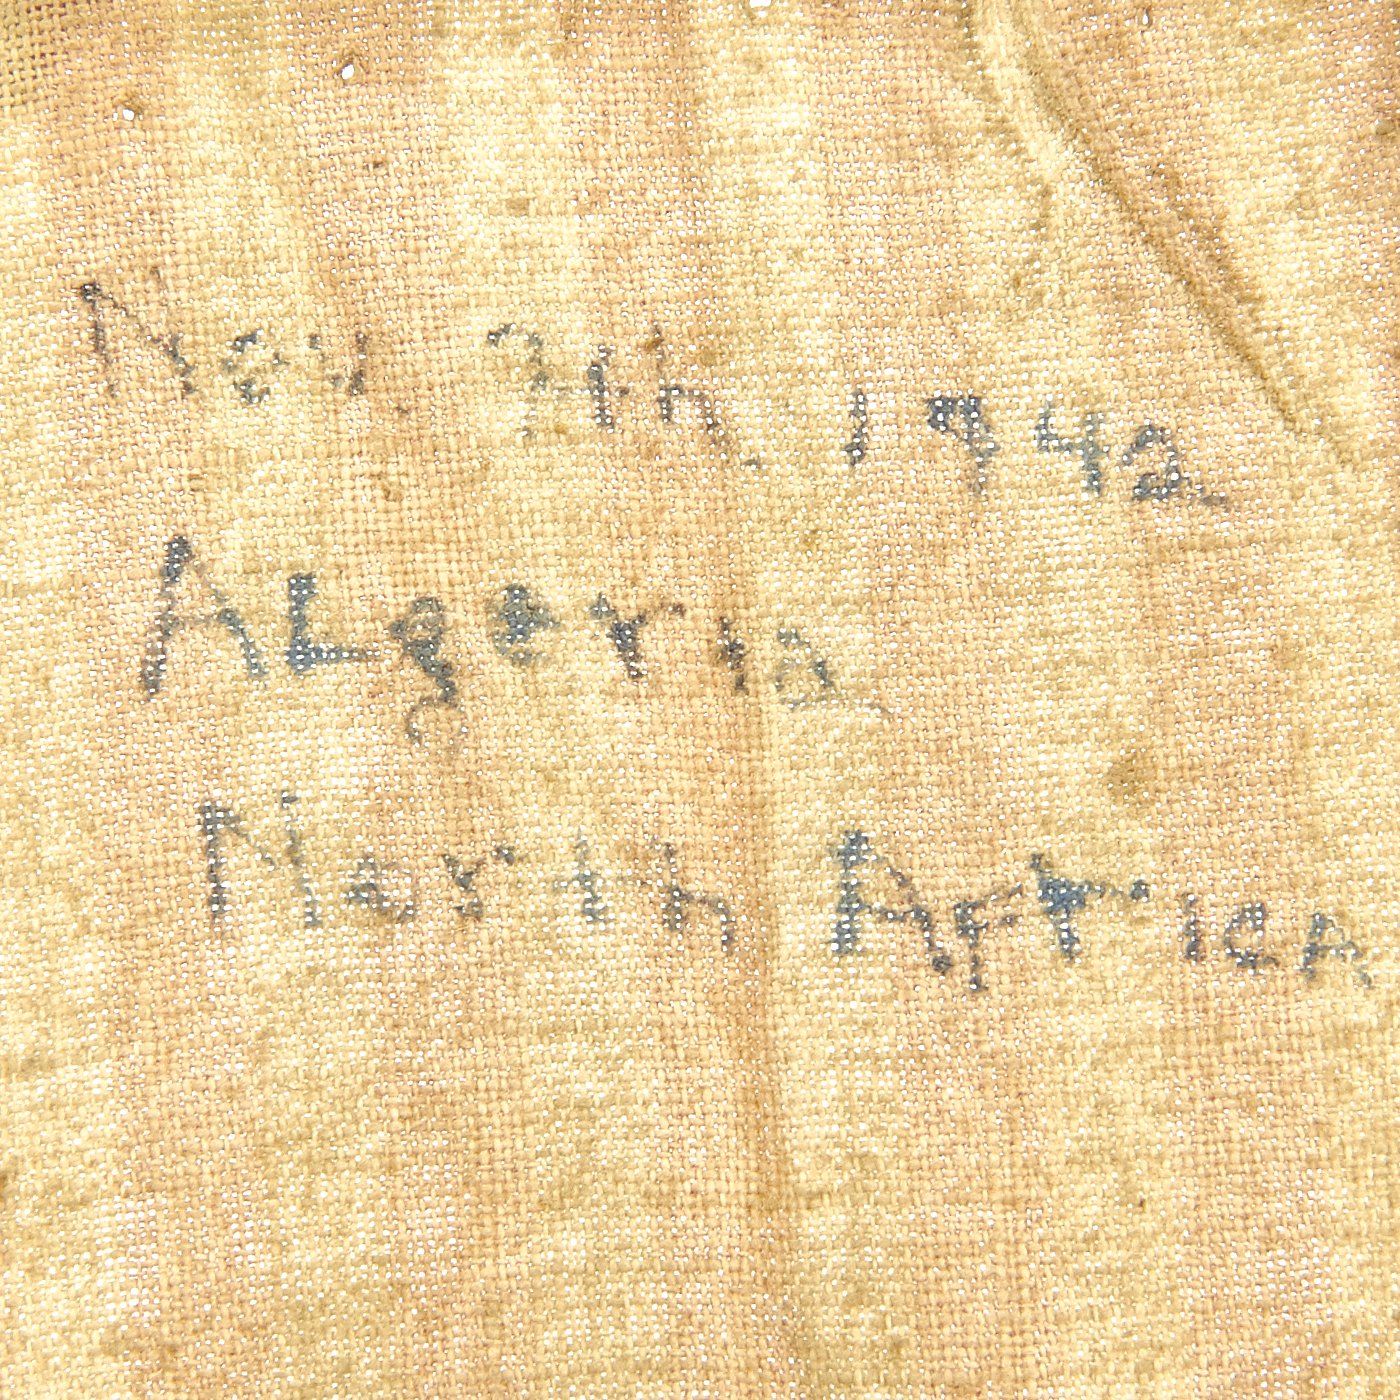 Nov 9th 1942
ALgeria
North Africa